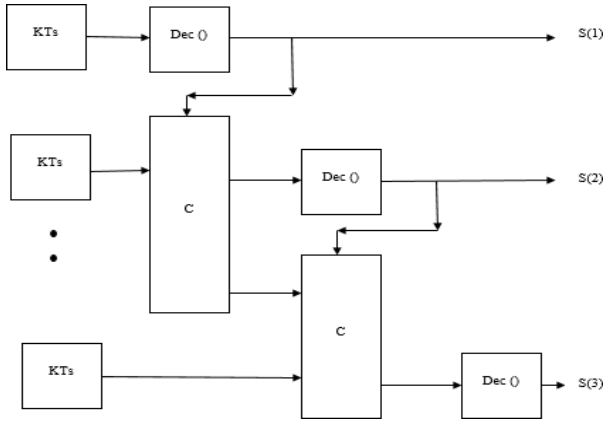 KTs
Dec ()
S(1)
KTs
C
Dec ()
S(2)
C
KTs
Dec ()
S(3)